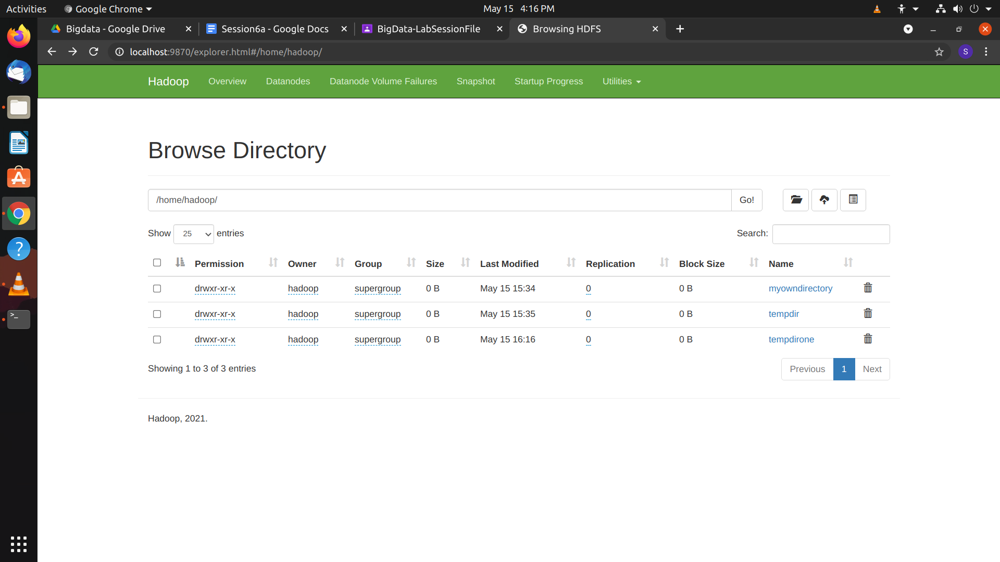 Activities Google Chrome May 15 4:16 PM
Bigdata - Google Drive Session6a - Google Docs BigData-LabSessionFile Browsing HDFS
localhost:9870/explorer.html#/home/hadoop/ S
Hadoop Overview Datanodes Datanode Volume Failures Snapshot Startup Progress Utilities
Browse Directory
/home/hadoop/ Go!
Show 25 entries Search:
Permission Owner Group Size Last Modified Replication Block Size Name
drwxr-xr-x hadoop supergroup 0 B May 15 15:34 0 0 B myowndirectory
drwxr-xr-x hadoop supergroup 0 B May 15 15:35 0 0 B tempdir
drwxr-xr-x hadoop supergroup 0 B May 15 16:16 0 0 B tempdirone
Showing 1 to 3 of 3 entries Previous 1 Next
Hadoop, 2021.